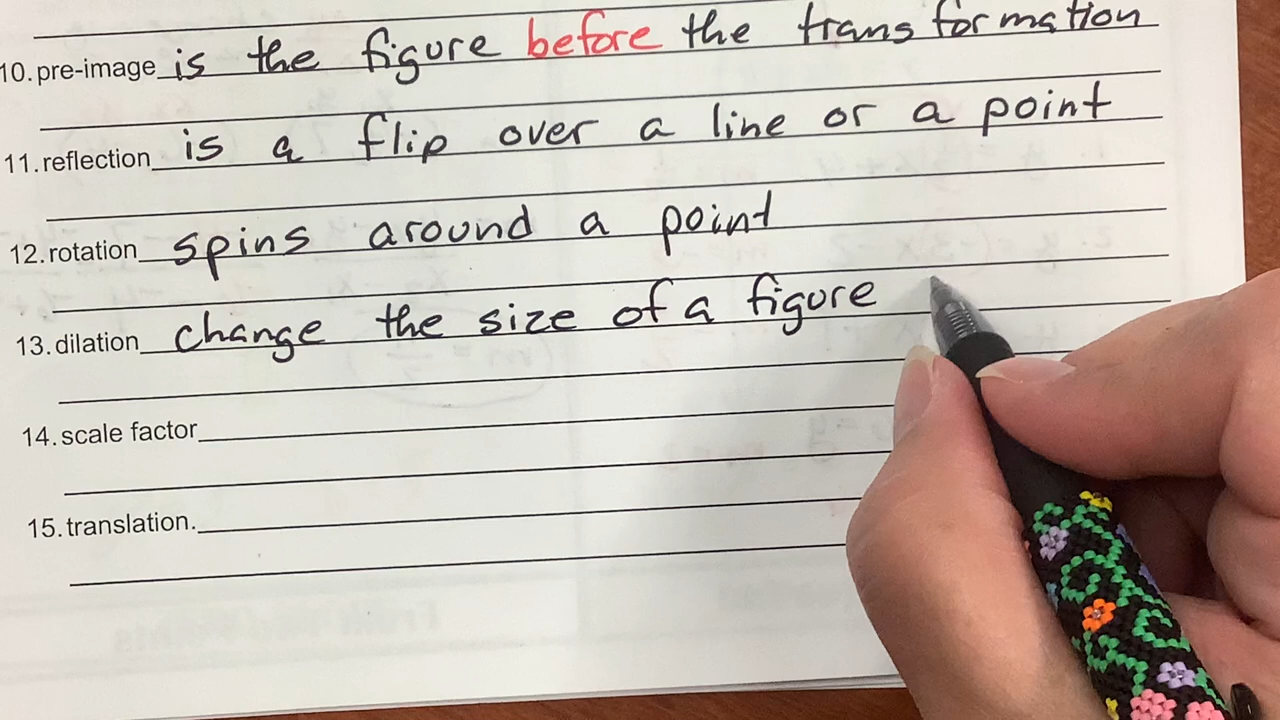 10. pre-image is the figure before the transformation
11. reflection is a flip over a line or a point
12. rotation spins around a point
13. dilation change the size of a figure
14. scale factor
15. translation.